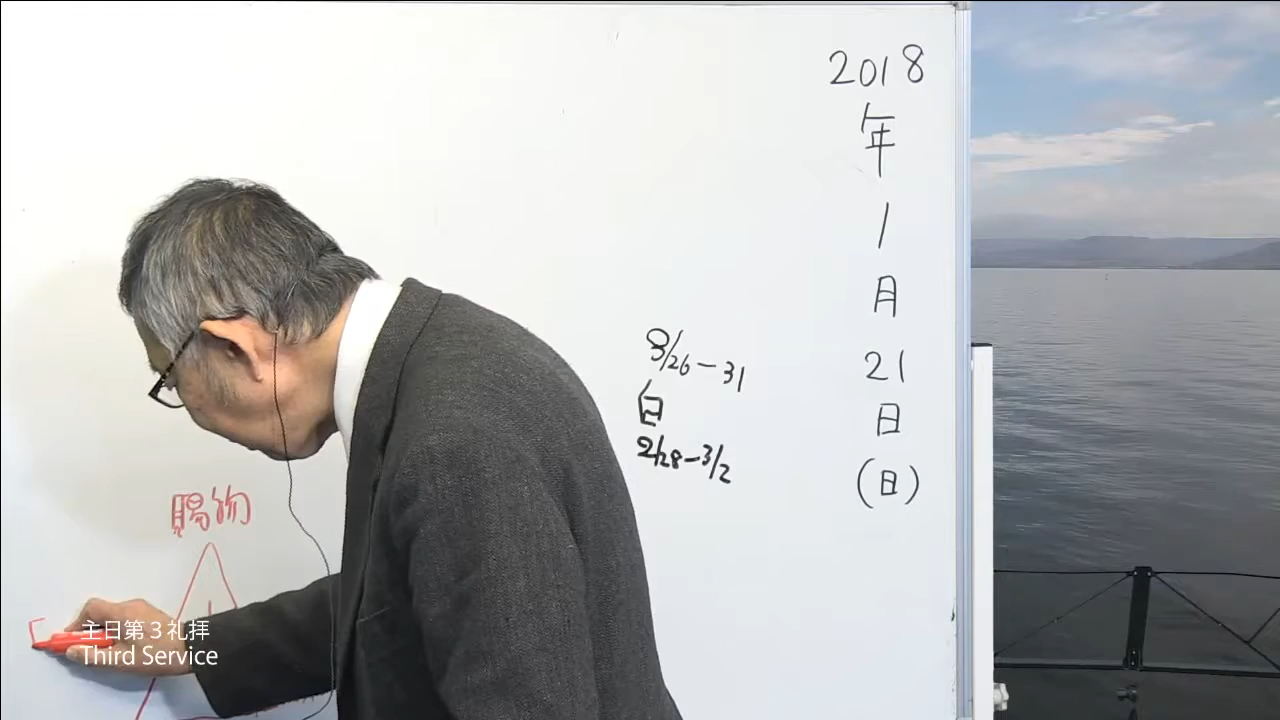 2018
年
1
月
21
日
(日)
8/26-31
白
2/28-3/2
賜物
主日第3礼拝
Third Service